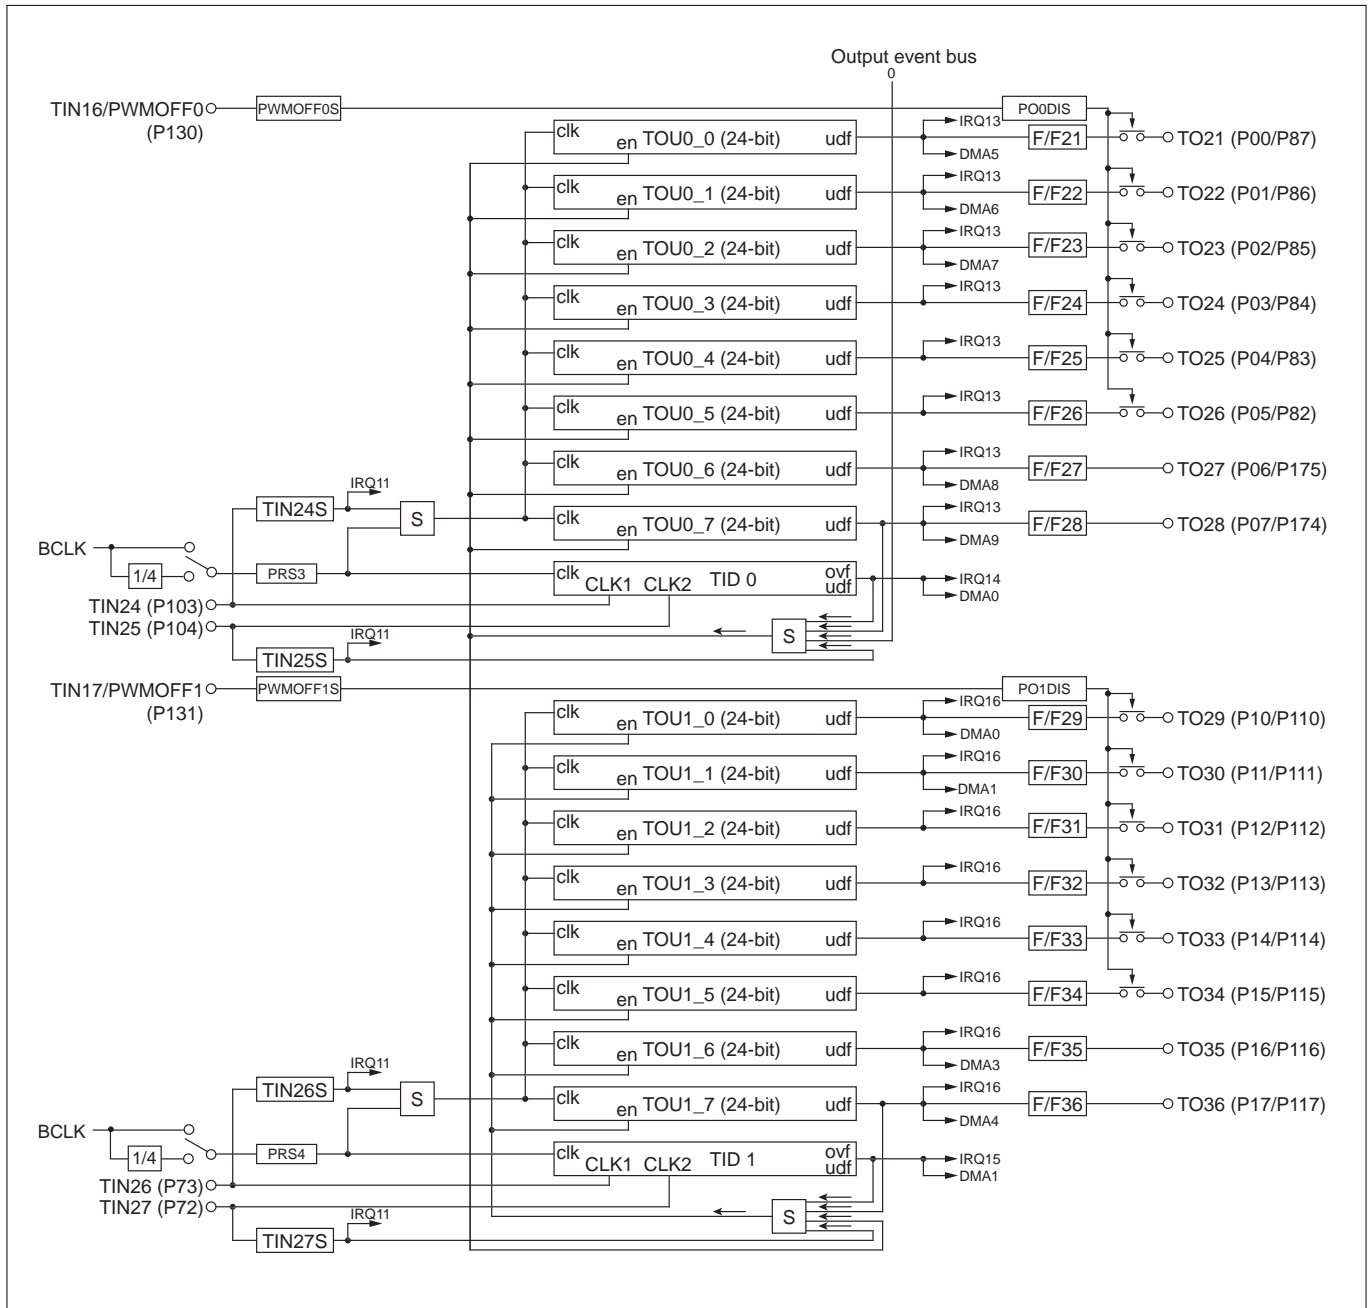 Output event bus
0
TIN16/PWMOFF0
(P130)
PWMOFF0S
PO0DIS
clk
en
TOU0_0 (24-bit)
udf
IRQ13
DMA5
F/F21
TO21 (P00/P87)
clk
en
TOU0_1 (24-bit)
udf
IRQ13
DMA6
F/F22
TO22 (P01/P86)
clk
en
TOU0_2 (24-bit)
udf
IRQ13
DMA7
F/F23
TO23 (P02/P85)
clk
en
TOU0_3 (24-bit)
udf
IRQ13
F/F24
TO24 (P03/P84)
clk
en
TOU0_4 (24-bit)
udf
IRQ13
F/F25
TO25 (P04/P83)
clk
en
TOU0_5 (24-bit)
udf
IRQ13
F/F26
TO26 (P05/P82)
clk
en
TOU0_6 (24-bit)
udf
IRQ13
DMA8
F/F27
TO27 (P06/P175)
TIN24S
IRQ11
S
clk
en
TOU0_7 (24-bit)
udf
IRQ13
DMA9
F/F28
TO28 (P07/P174)
BCLK
1/4
PRS3
clk
CLK1 CLK2
TID 0
ovf
udf
IRQ14
DMA0
TIN24 (P103)
TIN25 (P104)
TIN25S
IRQ11
S
TIN17/PWMOFF1
(P131)
PWMOFF1S
PO1DIS
clk
en
TOU1_0 (24-bit)
udf
IRQ16
DMA0
F/F29
TO29 (P10/P110)
clk
en
TOU1_1 (24-bit)
udf
IRQ16
DMA1
F/F30
TO30 (P11/P111)
clk
en
TOU1_2 (24-bit)
udf
IRQ16
F/F31
TO31 (P12/P112)
clk
en
TOU1_3 (24-bit)
udf
IRQ16
F/F32
TO32 (P13/P113)
clk
en
TOU1_4 (24-bit)
udf
IRQ16
F/F33
TO33 (P14/P114)
clk
en
TOU1_5 (24-bit)
udf
IRQ16
F/F34
TO34 (P15/P115)
clk
en
TOU1_6 (24-bit)
udf
IRQ16
DMA3
F/F35
TO35 (P16/P116)
TIN26S
IRQ11
S
clk
en
TOU1_7 (24-bit)
udf
IRQ16
DMA4
F/F36
TO36 (P17/P117)
BCLK
1/4
PRS4
clk
CLK1 CLK2
TID 1
ovf
udf
IRQ15
DMA1
TIN26 (P73)
TIN27 (P72)
TIN27S
IRQ11
S